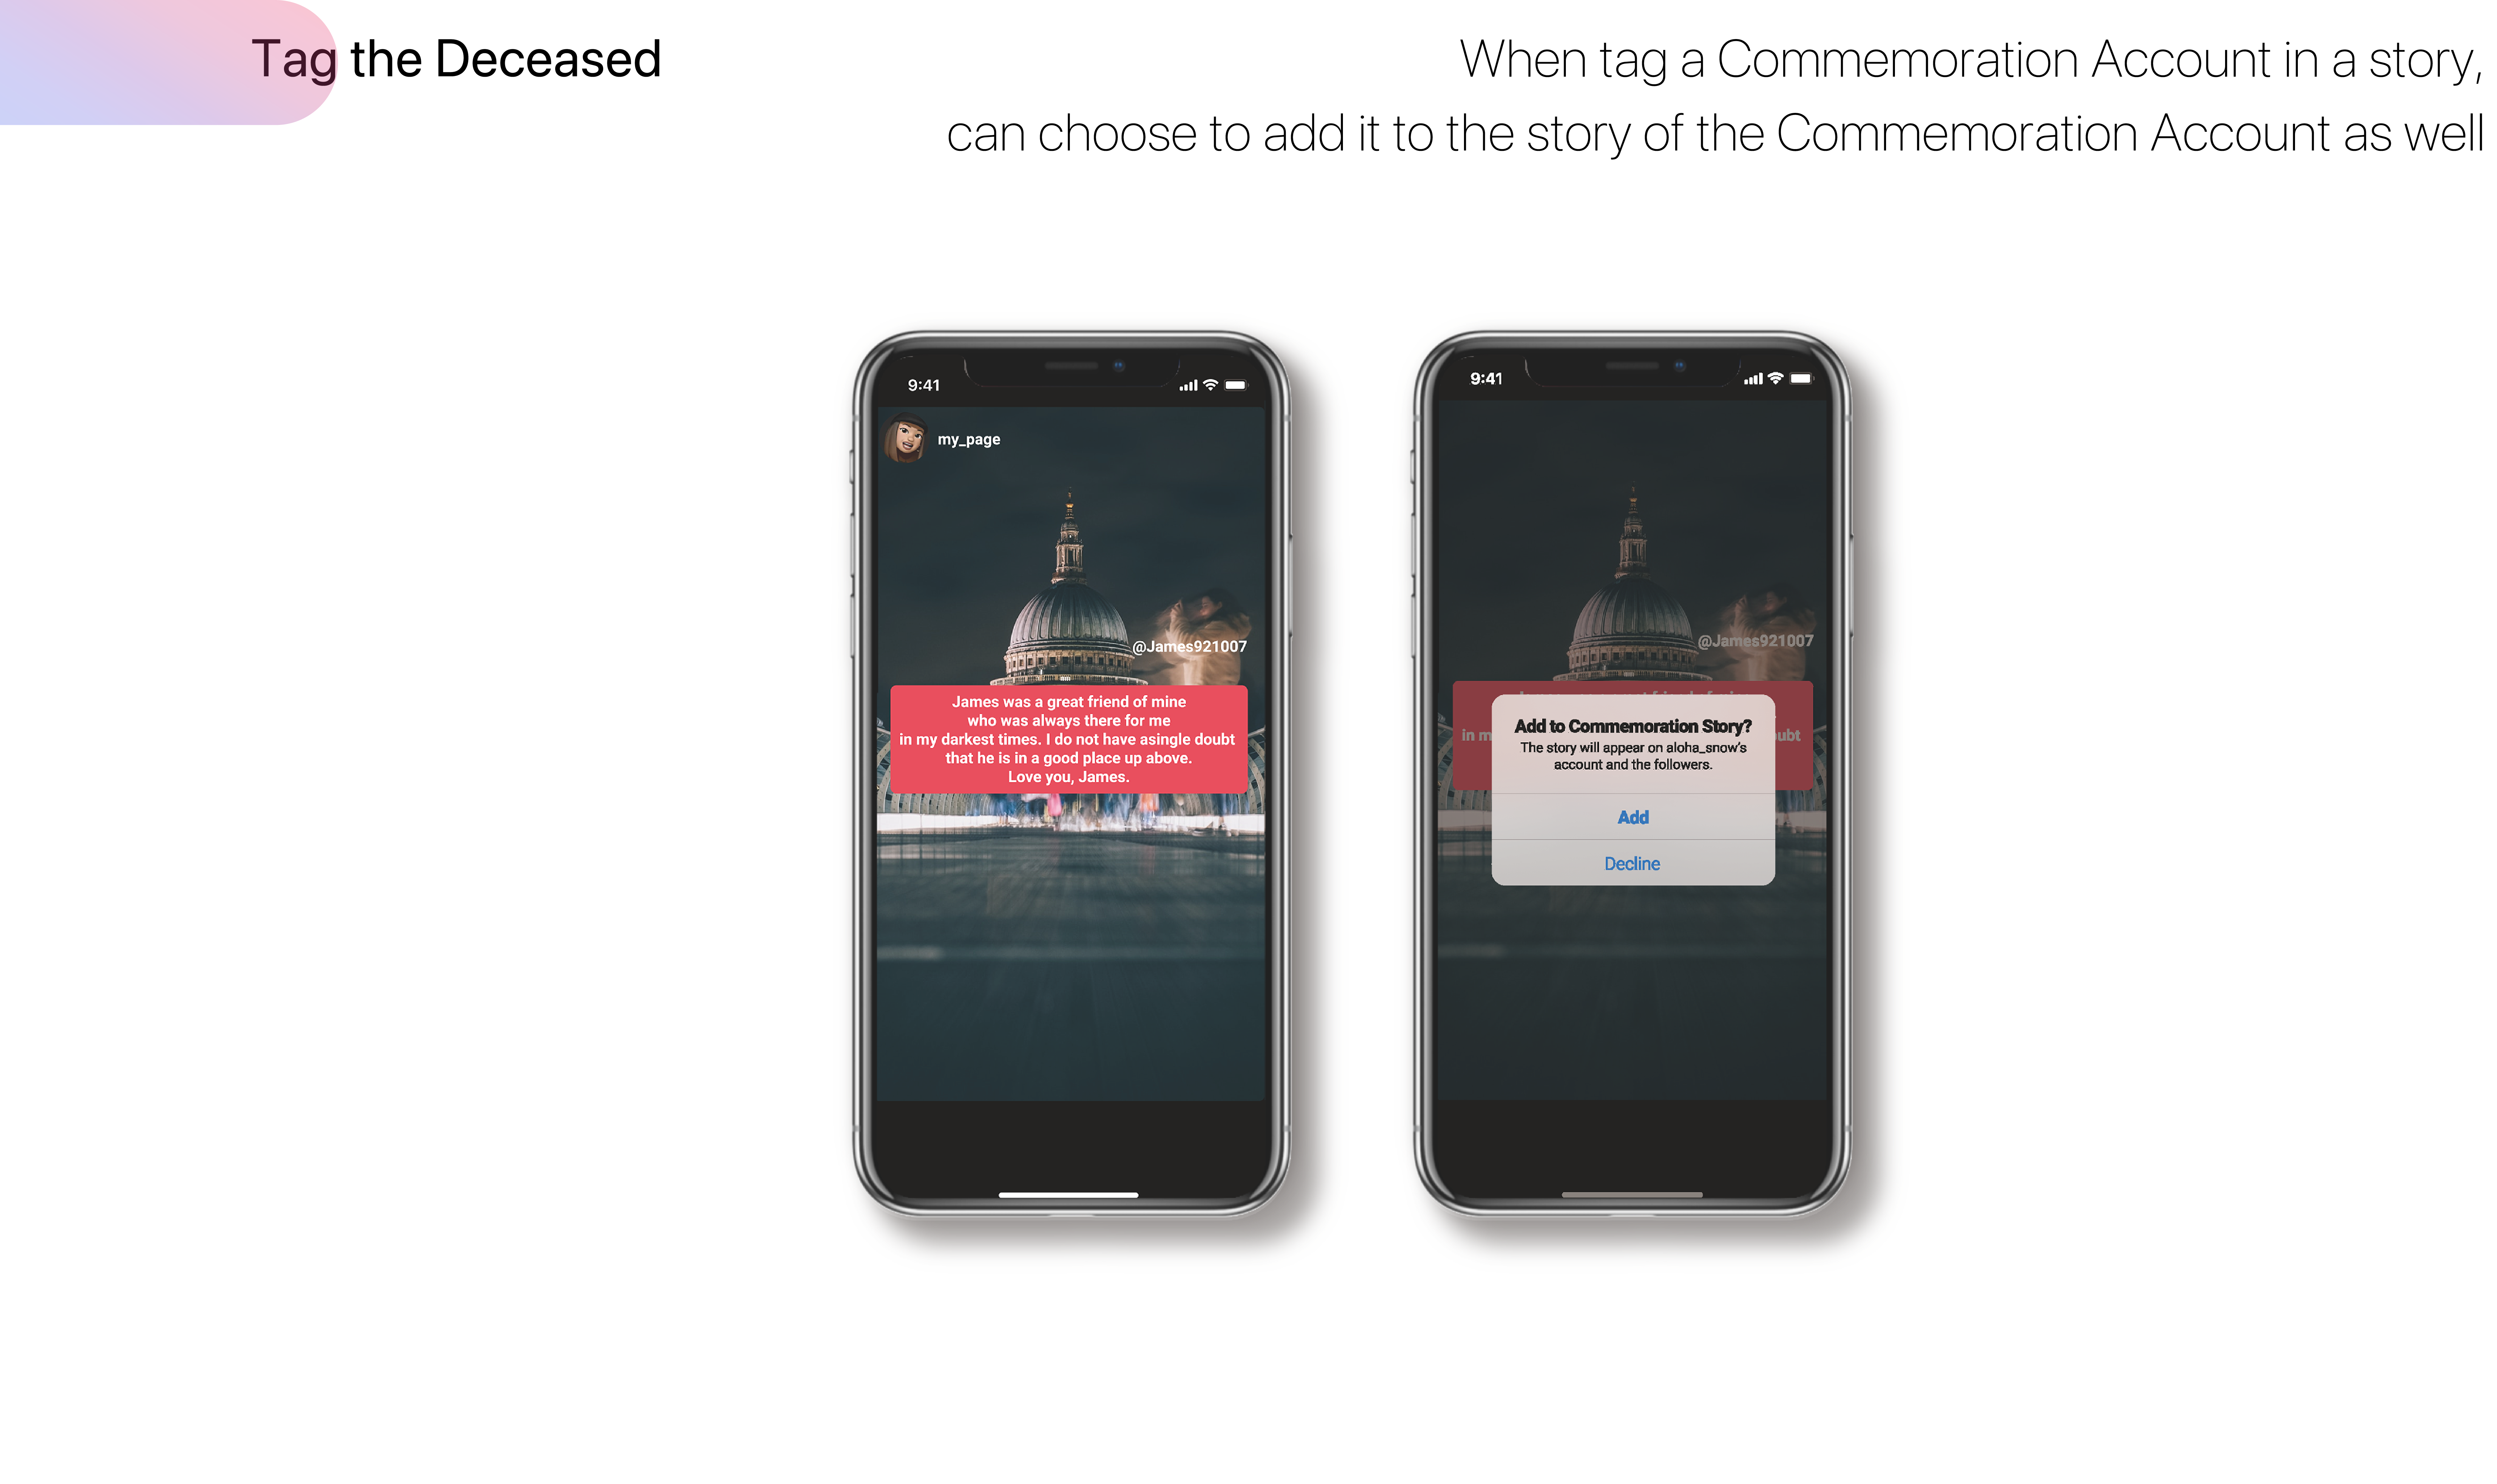 Tag the Deceased
When tag a Commemoration Account in a story,
can choose to add it to the story of the Commemoration Account as well
9:41
my_page
@James921007
James was a great friend of mine
who was always there for me
in my darkest times. I do not have asingle doubt
that he is in a good place up above.
Love you, James.
9:41
@James921007
in m
ubt
Add to Commemoration Story?
The story will appear on aloha_snow's
account and the followers.
Add
Decline